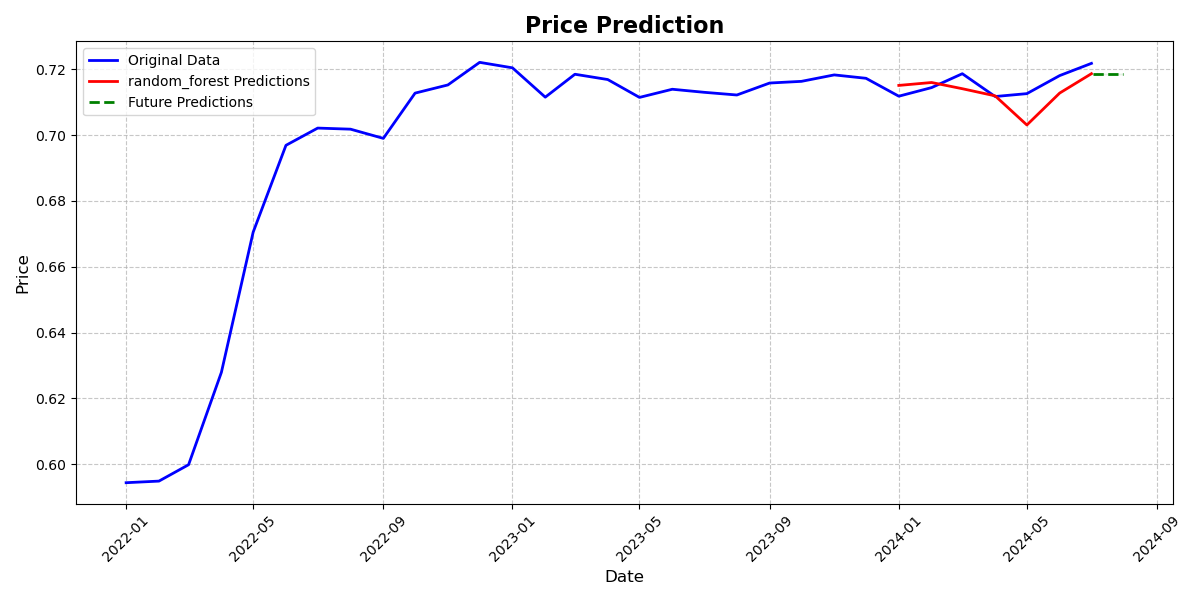 Price Prediction
Original Data
random_forest Predictions
Future Predictions
Price
0.72
0.70
0.68
0.66
0.64
0.62
0.60
2022-01
2022-05
2022-09
2023-01
2023-05
2023-09
2024-01
2024-05
2024-09
Date